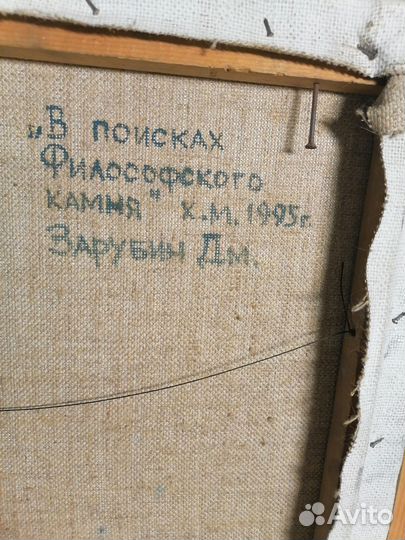 „В поисках
Философского
камня" х.м. 1995г.
Зарубин Дм.
Avito